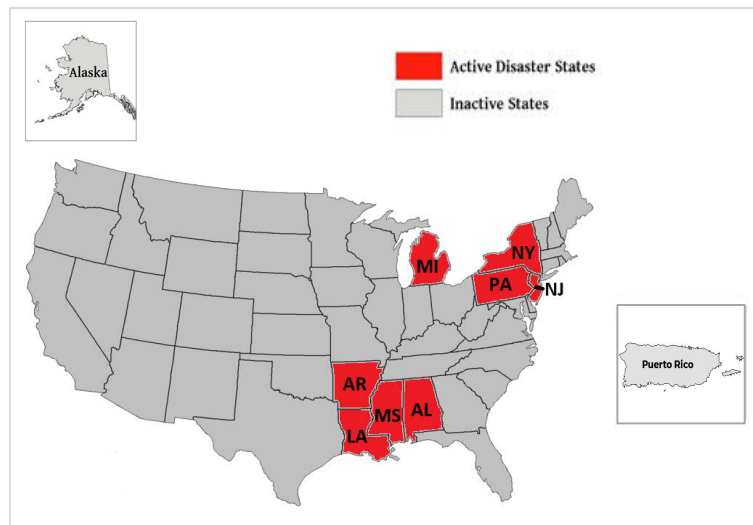 Alaska
Active Disaster States
Inactive States
MI
NY
PA
NJ
AR
MS
AL
LA
Puerto Rico